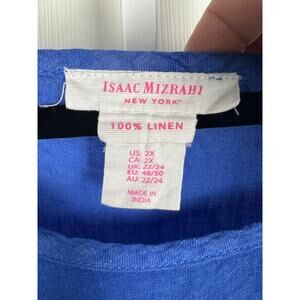 ISAAC MIZRAHI
NEW YORK™
100% LINEN
US: 2X
CA: 2X
UK: 22/24
EU: 48/50
AU: 22/24
MADE IN
INDIA